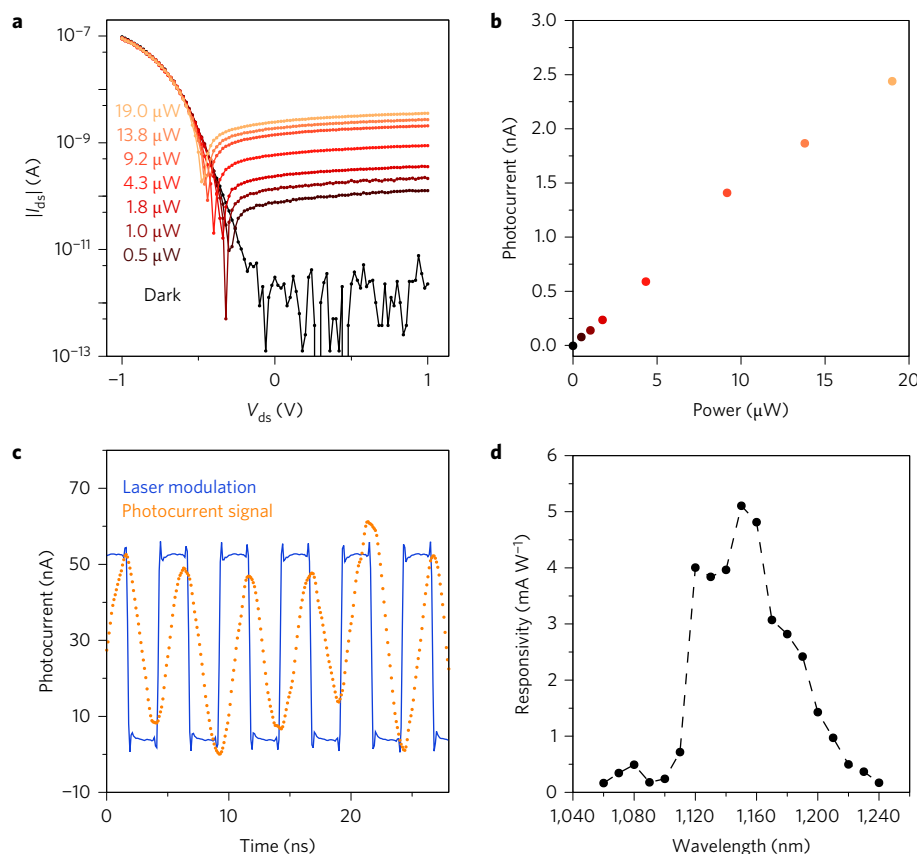 a
10⁻⁷
10⁻⁹
10⁻¹¹
10⁻¹³
|I_ds| (A)
19.0 µW
13.8 µW
9.2 µW
4.3 µW
1.8 µW
1.0 µW
0.5 µW
Dark
−1
0
1
V_ds (V)
b
3.0
2.5
2.0
1.5
1.0
0.5
0.0
Photocurrent (nA)
0
5
10
15
20
Power (µW)
c
70
50
30
10
−10
Photocurrent (nA)
Laser modulation
Photocurrent signal
0
10
20
Time (ns)
d
6
5
4
3
2
1
0
Responsivity (mA W⁻¹)
1,040
1,080
1,120
1,160
1,200
1,240
Wavelength (nm)